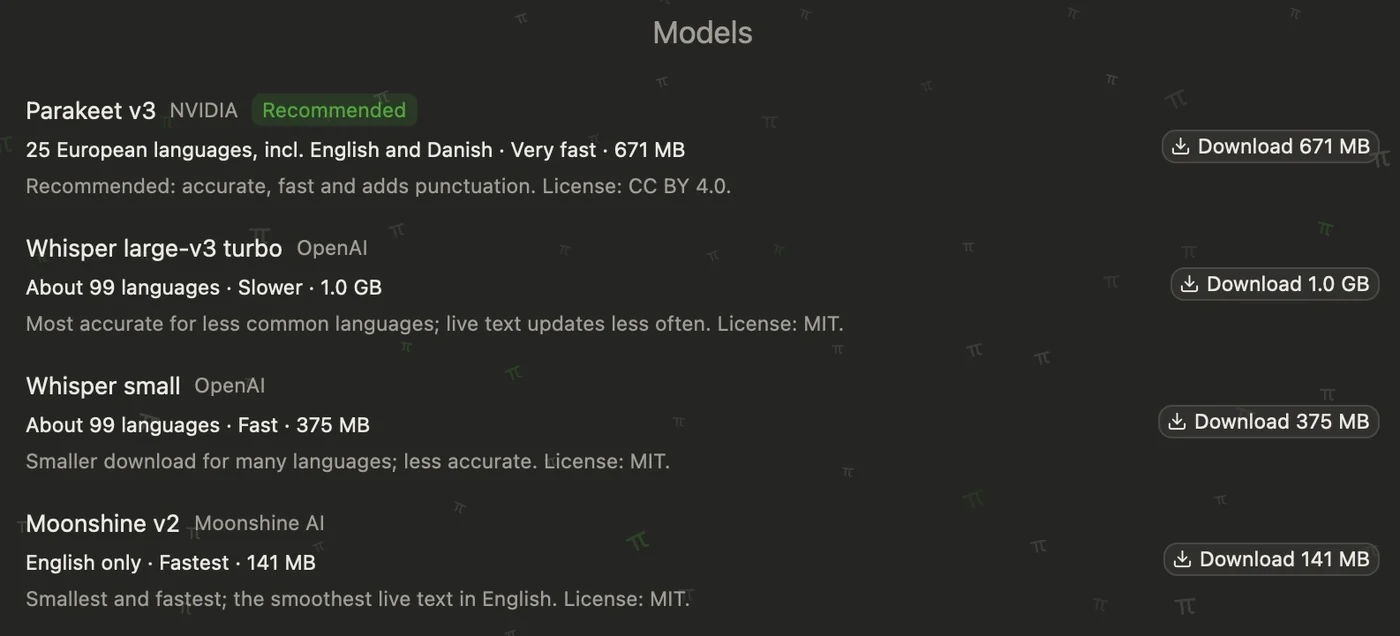 Models
Parakeet v3 NVIDIA Recommended
25 European languages, incl. English and Danish · Very fast · 671 MB
Download 671 MB
Recommended: accurate, fast and adds punctuation. License: CC BY 4.0.
Whisper large-v3 turbo OpenAI
About 99 languages · Slower · 1.0 GB
Download 1.0 GB
Most accurate for less common languages; live text updates less often. License: MIT.
Whisper small OpenAI
About 99 languages · Fast · 375 MB
Download 375 MB
Smaller download for many languages; less accurate. License: MIT.
Moonshine v2 Moonshine AI
English only · Fastest · 141 MB
Download 141 MB
Smallest and fastest; the smoothest live text in English. License: MIT.